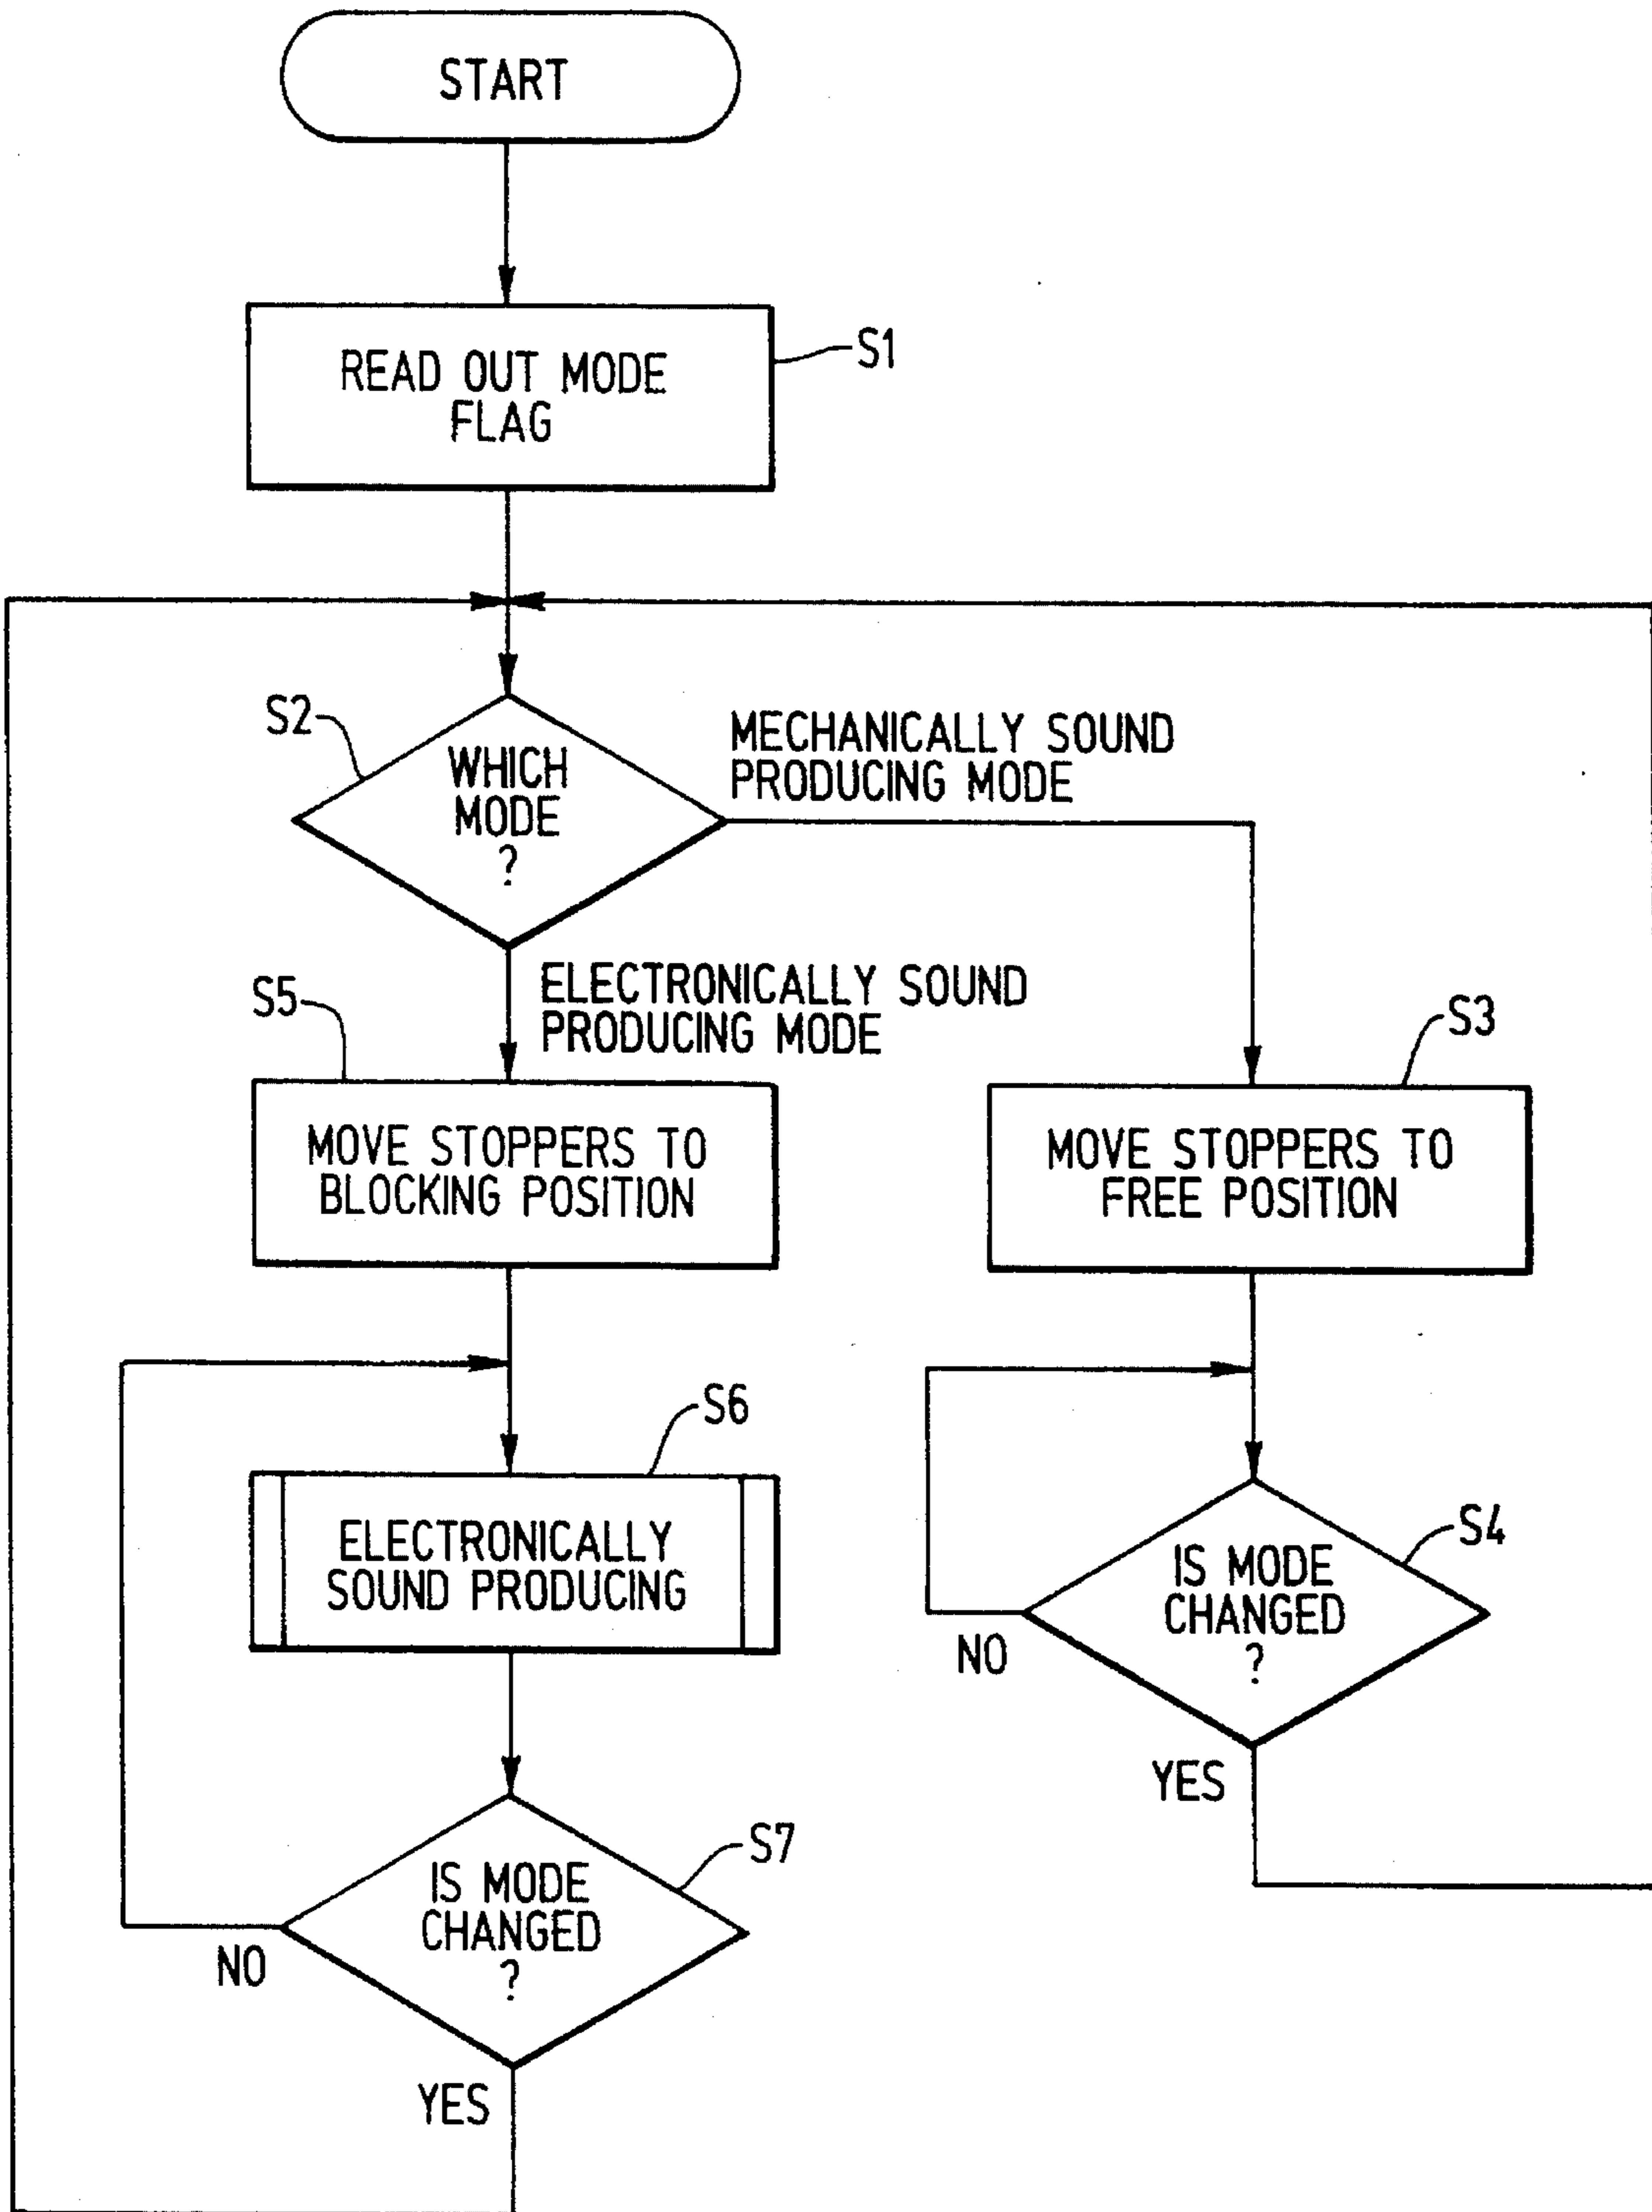 START
READ OUT MODE
FLAG
S1
S2
WHICH
MODE
?
MECHANICALLY SOUND
PRODUCING MODE
ELECTRONICALLY SOUND
PRODUCING MODE
S5
MOVE STOPPERS TO
BLOCKING POSITION
S3
MOVE STOPPERS TO
FREE POSITION
S6
ELECTRONICALLY
SOUND PRODUCING
S4
IS MODE
CHANGED
?
NO
YES
S7
IS MODE
CHANGED
?
NO
YES